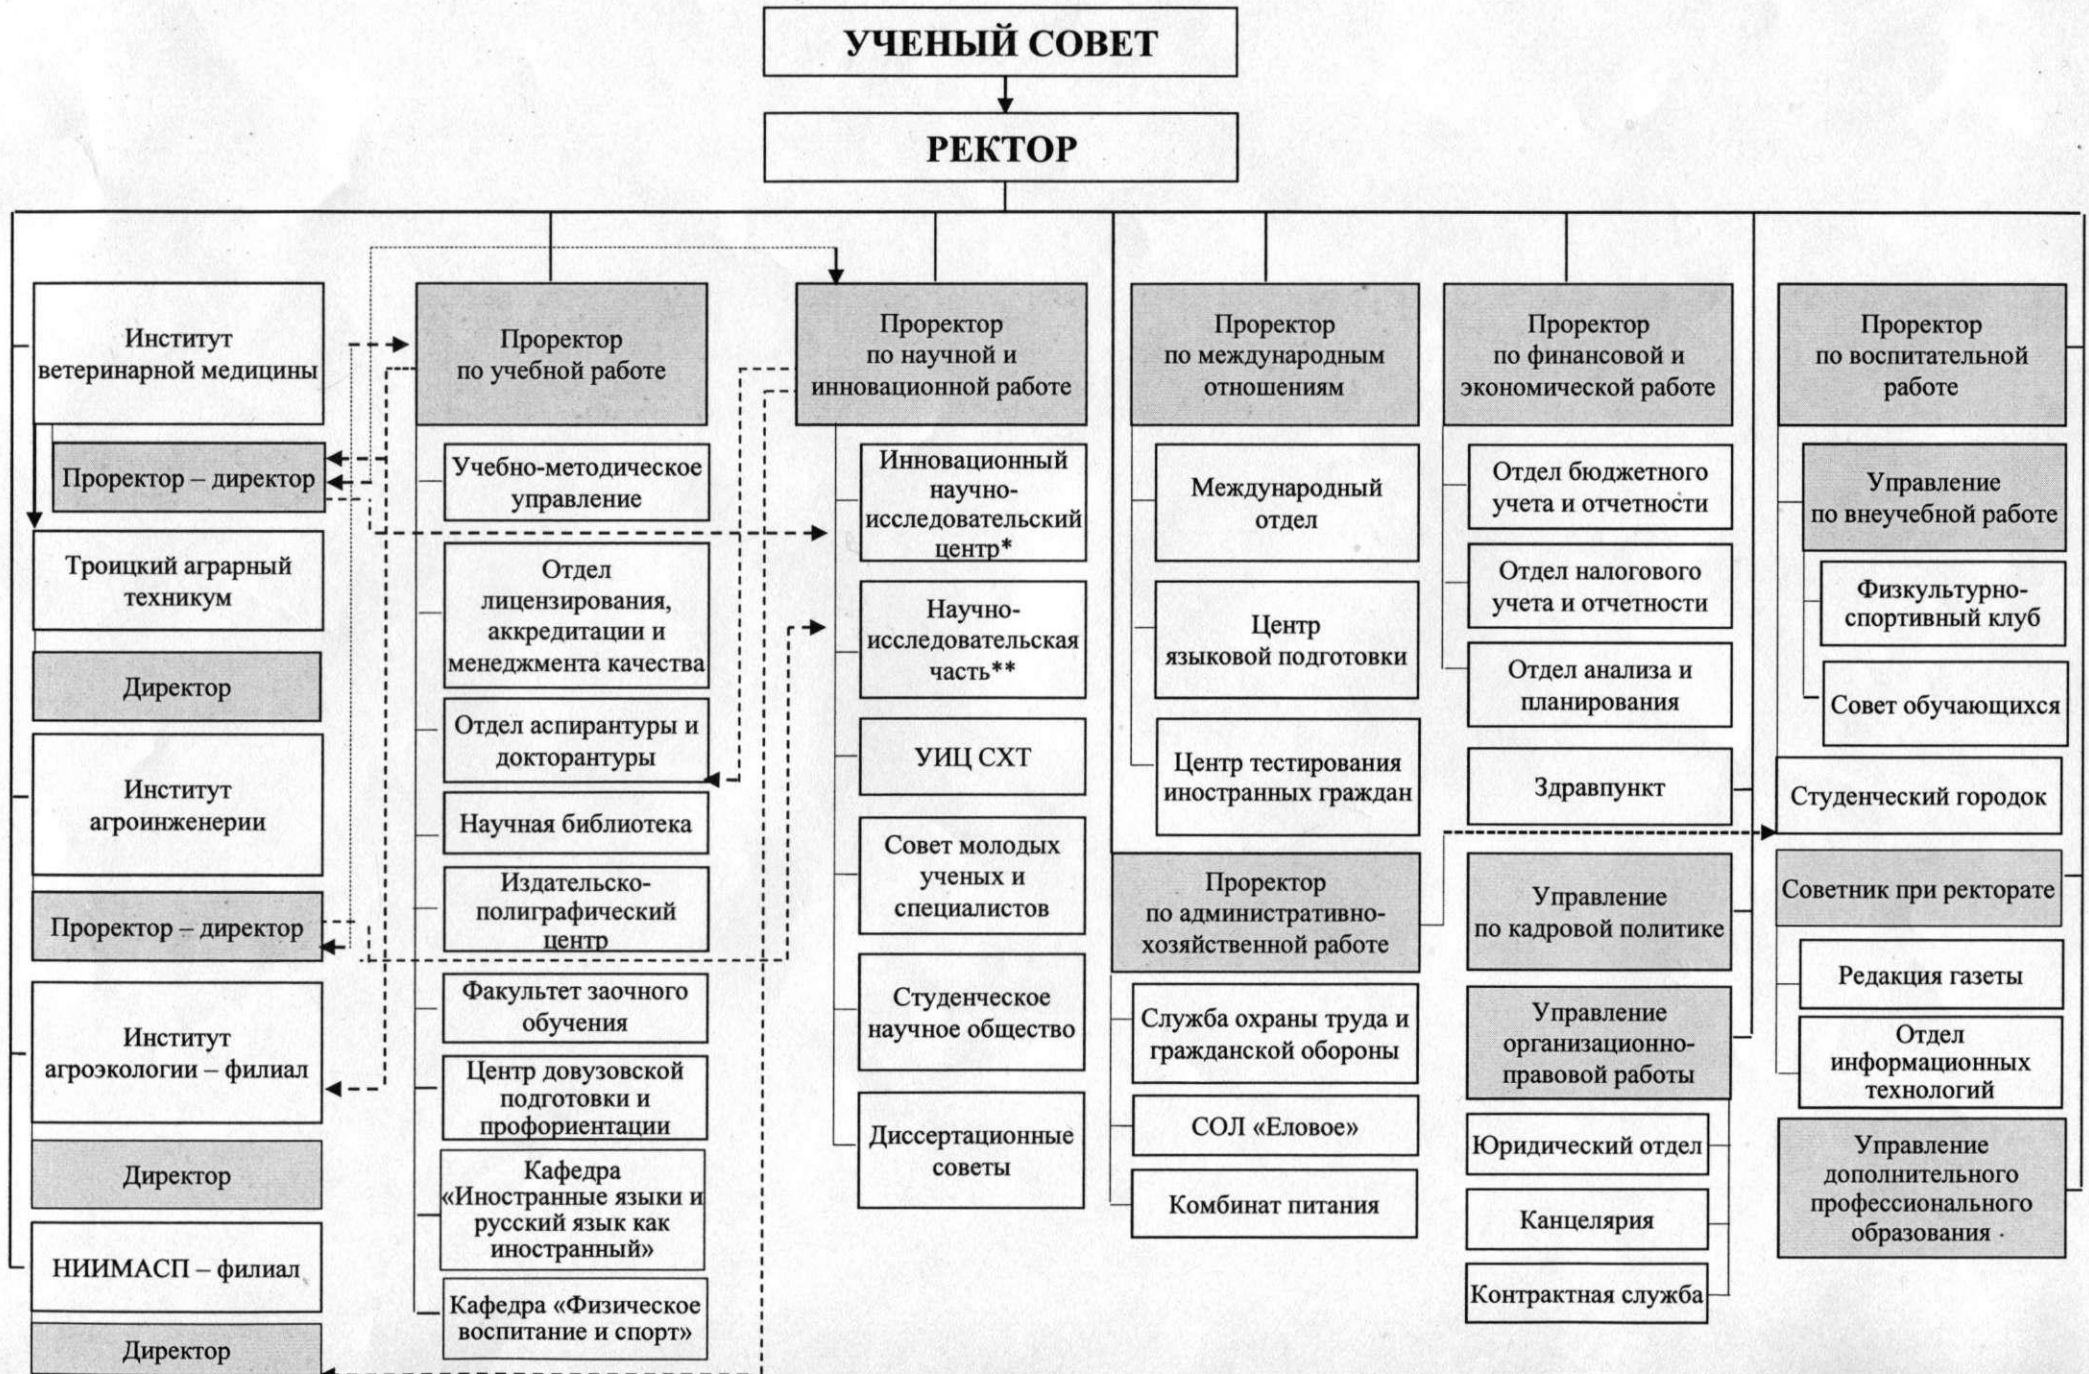 УЧЕНЫЙ СОВЕТ
РЕКТОР
Институт
ветеринарной медицины
Проректор – директор
Троицкий аграрный
техникум
Директор
Институт
агроинженерии
Проректор – директор
Институт
агроэкологии – филиал
Директор
НИИМАСП – филиал
Директор
Проректор
по учебной работе
Учебно-методическое
управление
Отдел
лицензирования,
аккредитации и
менеджмента качества
Отдел аспирантуры и
докторантуры
Научная библиотека
Издательско-
полиграфический
центр
Факультет заочного
обучения
Центр довузовской
подготовки и
профориентации
Кафедра
«Иностранные языки и
русский язык как
иностранный»
Кафедра «Физическое
воспитание и спорт»
Проректор
по научной и
инновационной работе
Инновационный
научно-
исследовательский
центр*
Научно-
исследовательская
часть**
УИЦ СХТ
Совет молодых
ученых и
специалистов
Студенческое
научное общество
Диссертационные
советы
Проректор
по международным
отношениям
Международный
отдел
Центр
языковой подготовки
Центр тестирования
иностранных граждан
Проректор
по административно-
хозяйственной работе
Служба охраны труда и
гражданской обороны
СОЛ «Еловое»
Комбинат питания
Проректор
по финансовой и
экономической работе
Отдел бюджетного
учета и отчетности
Отдел налогового
учета и отчетности
Отдел анализа и
планирования
Здравпункт
Управление
по кадровой политике
Управление
организационно-
правовой работы
Юридический отдел
Канцелярия
Контрактная служба
Проректор
по воспитательной
работе
Управление
по внеучебной работе
Физкультурно-
спортивный клуб
Совет обучающихся
Студенческий городок
Советник при ректорате
Редакция газеты
Отдел
информационных
технологий
Управление
дополнительного
профессионального
образования